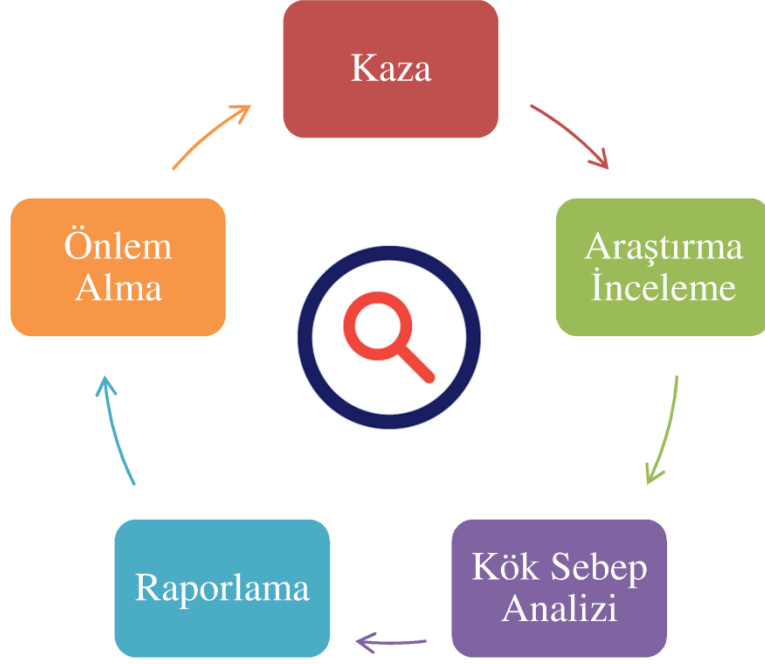 Kaza
Araştırma
İnceleme
Kök Sebep
Analizi
Raporlama
Önlem
Alma